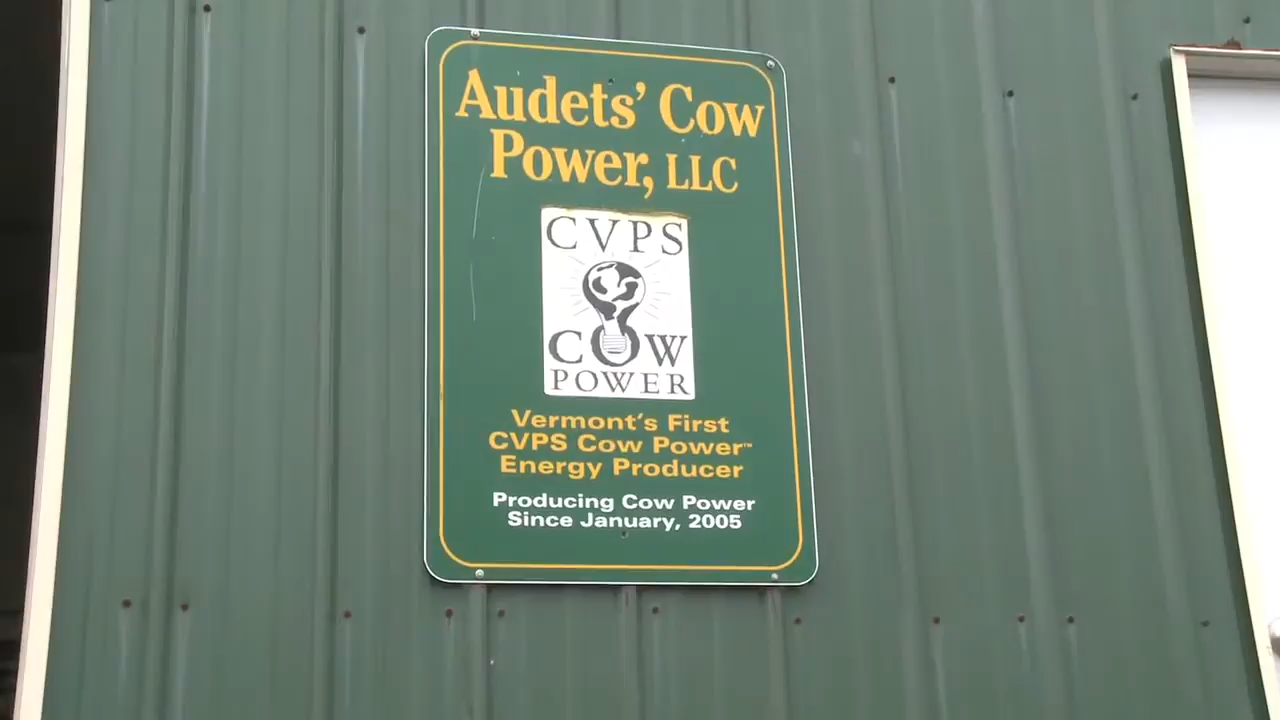 Audets' Cow
Power, LLC
CVPS
COW
POWER
Vermont's First
CVPS Cow Power™
Energy Producer
Producing Cow Power
Since January, 2005